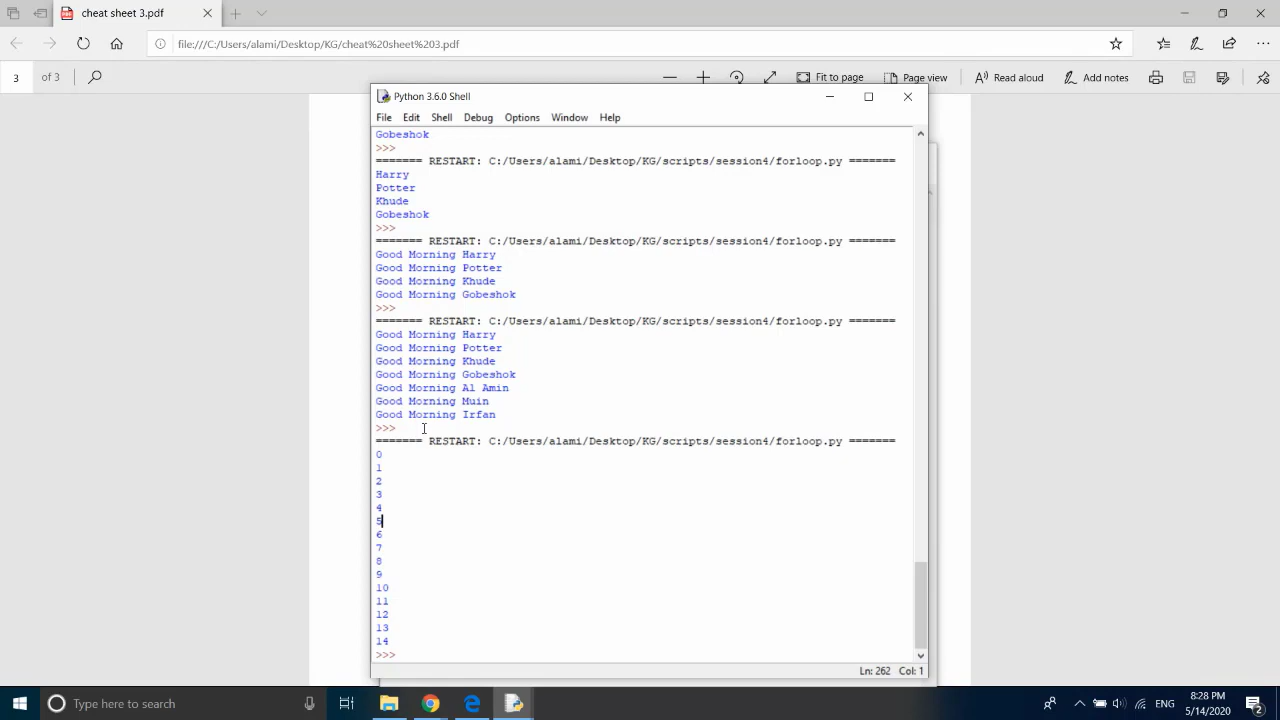 cheat sheet 3.pdf
file:///C:/Users/alami/Desktop/KG/cheat%20sheet%203.pdf
3 of 3
Fit to page
Page view
Read aloud
Add notes
Python 3.6.0 Shell
File Edit Shell Debug Options Window Help
Gobeshok
>>>
======= RESTART: C:/Users/alami/Desktop/KG/scripts/session4/forloop.py =======
Harry
Potter
Khude
Gobeshok
>>>
======= RESTART: C:/Users/alami/Desktop/KG/scripts/session4/forloop.py =======
Good Morning Harry
Good Morning Potter
Good Morning Khude
Good Morning Gobeshok
>>>
======= RESTART: C:/Users/alami/Desktop/KG/scripts/session4/forloop.py =======
Good Morning Harry
Good Morning Potter
Good Morning Khude
Good Morning Gobeshok
Good Morning Al Amin
Good Morning Muin
Good Morning Irfan
>>>
======= RESTART: C:/Users/alami/Desktop/KG/scripts/session4/forloop.py =======
0
1
2
3
4
5
6
7
8
9
10
11
12
13
14
>>>
Ln: 262 Col: 1
Type here to search
ENG
8:28 PM
5/14/2020
2